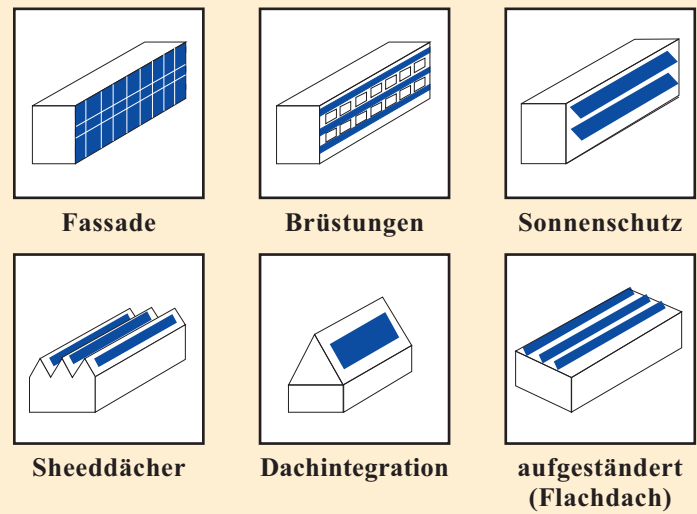 Fassade
Brüstungen
Sonnenschutz
Sheeddächer
Dachintegration
aufgeständert
(Flachdach)